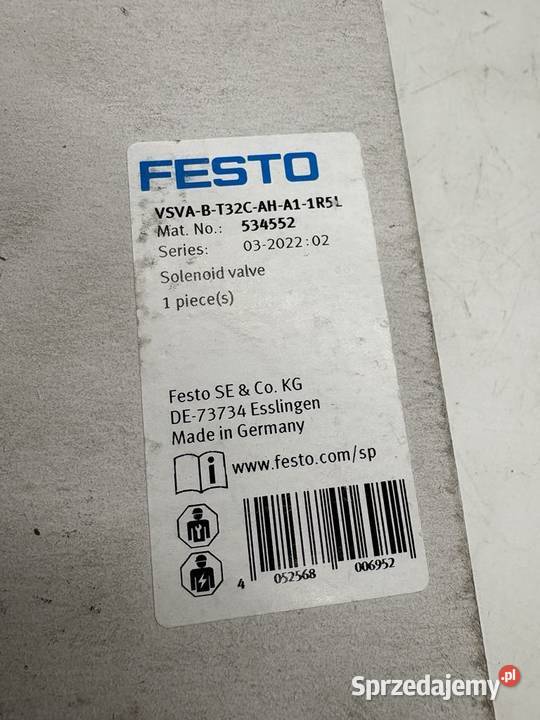 FESTO
VSVA-B-T32C-AH-A1-1R5L
Mat. No.: 534552
Series: 03-2022:02
Solenoid valve
1 piece(s)
Festo SE & Co. KG
DE-73734 Esslingen
Made in Germany
i www.festo.com/sp
4 052568 006952
Sprzedajemy.pl